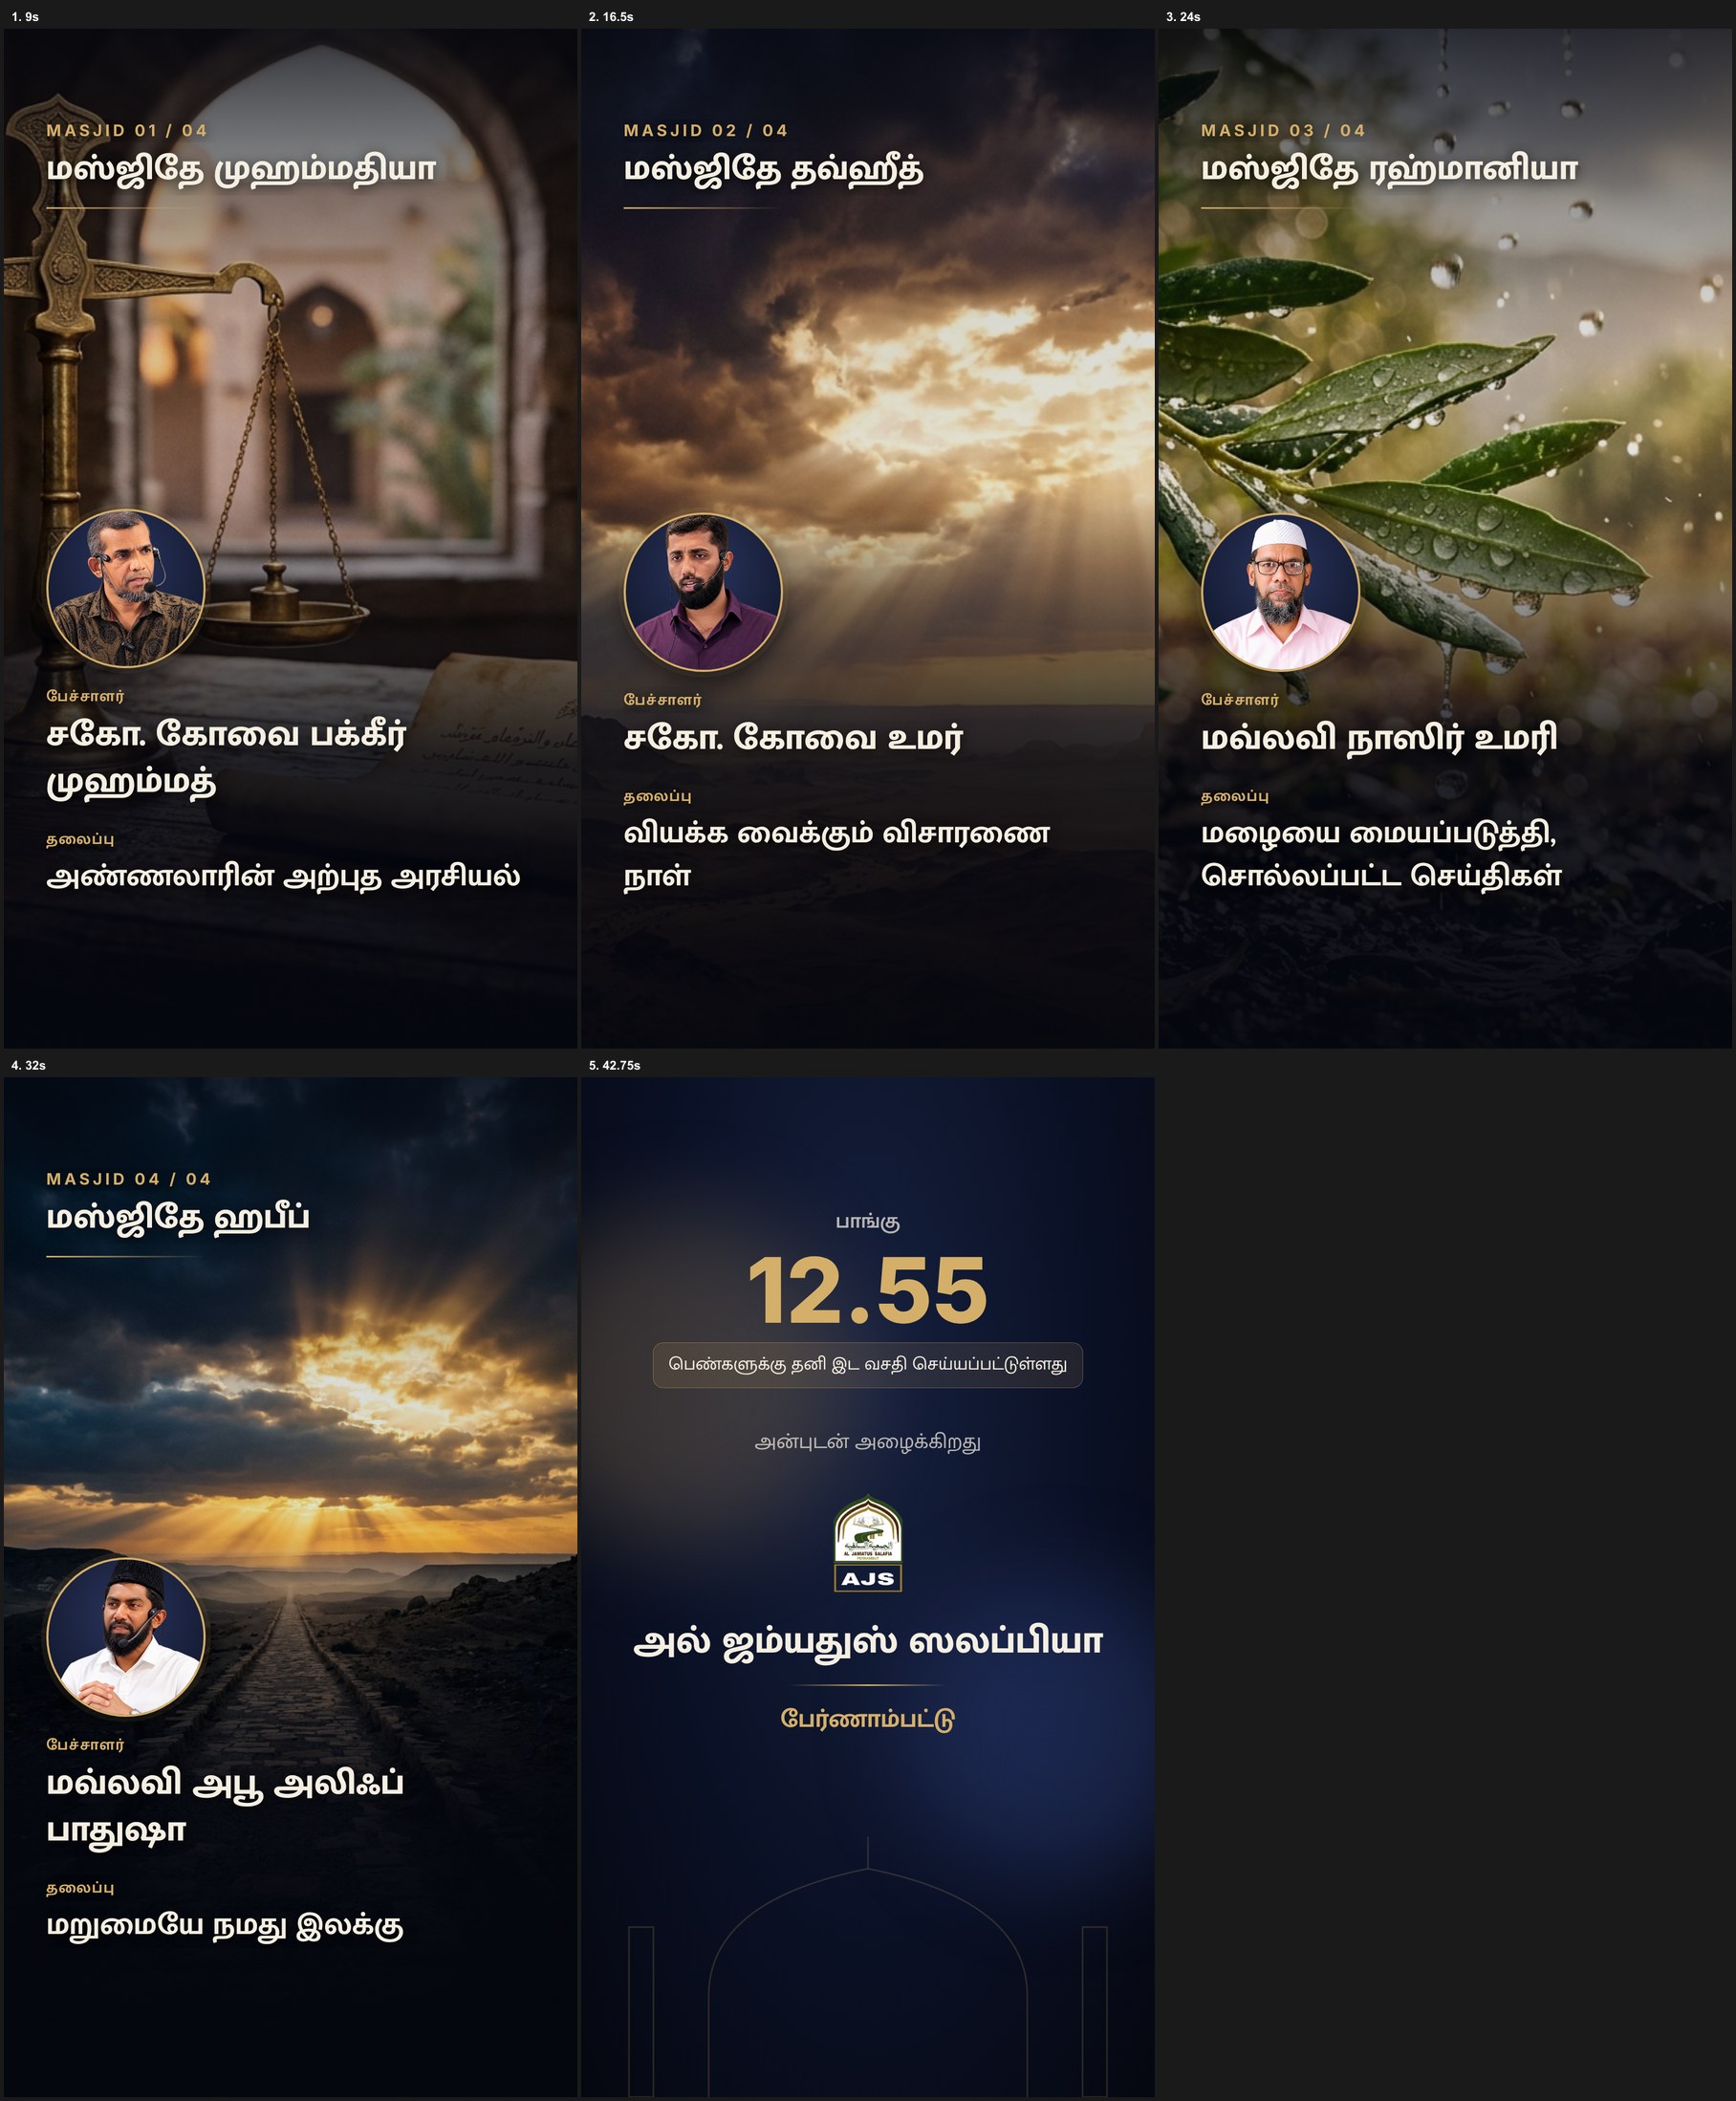 1. 9s
MASJID 01 / 04
மஸ்ஜிதே முஹம்மதியா
பேச்சாளர்
சகோ. கோவை பக்கீர்
முஹம்மத்
தலைப்பு
அண்ணலாரின் அற்புத அரசியல்
2. 16.5s
MASJID 02 / 04
மஸ்ஜிதே தவ்ஹீத்
பேச்சாளர்
சகோ. கோவை உமர்
தலைப்பு
வியக்க வைக்கும் விசாரணை
நாள்
3. 24s
MASJID 03 / 04
மஸ்ஜிதே ரஹ்மானியா
பேச்சாளர்
மவ்லவி நாஸிர் உமரி
தலைப்பு
மழையை மையப்படுத்தி,
சொல்லப்பட்ட செய்திகள்
4. 32s
MASJID 04 / 04
மஸ்ஜிதே ஹபீப்
பேச்சாளர்
மவ்லவி அபூ அலிஃப்
பாதுஷா
தலைப்பு
மறுமையே நமது இலக்கு
5. 42.75s
பாங்கு
12.55
பெண்களுக்கு தனி இட வசதி செய்யப்பட்டுள்ளது
அன்புடன் அழைக்கிறது
AL JAMIATUS SALAFIA
AJS
அல் ஜம்யதுஸ் ஸலப்பியா
பேர்ணாம்பட்டு